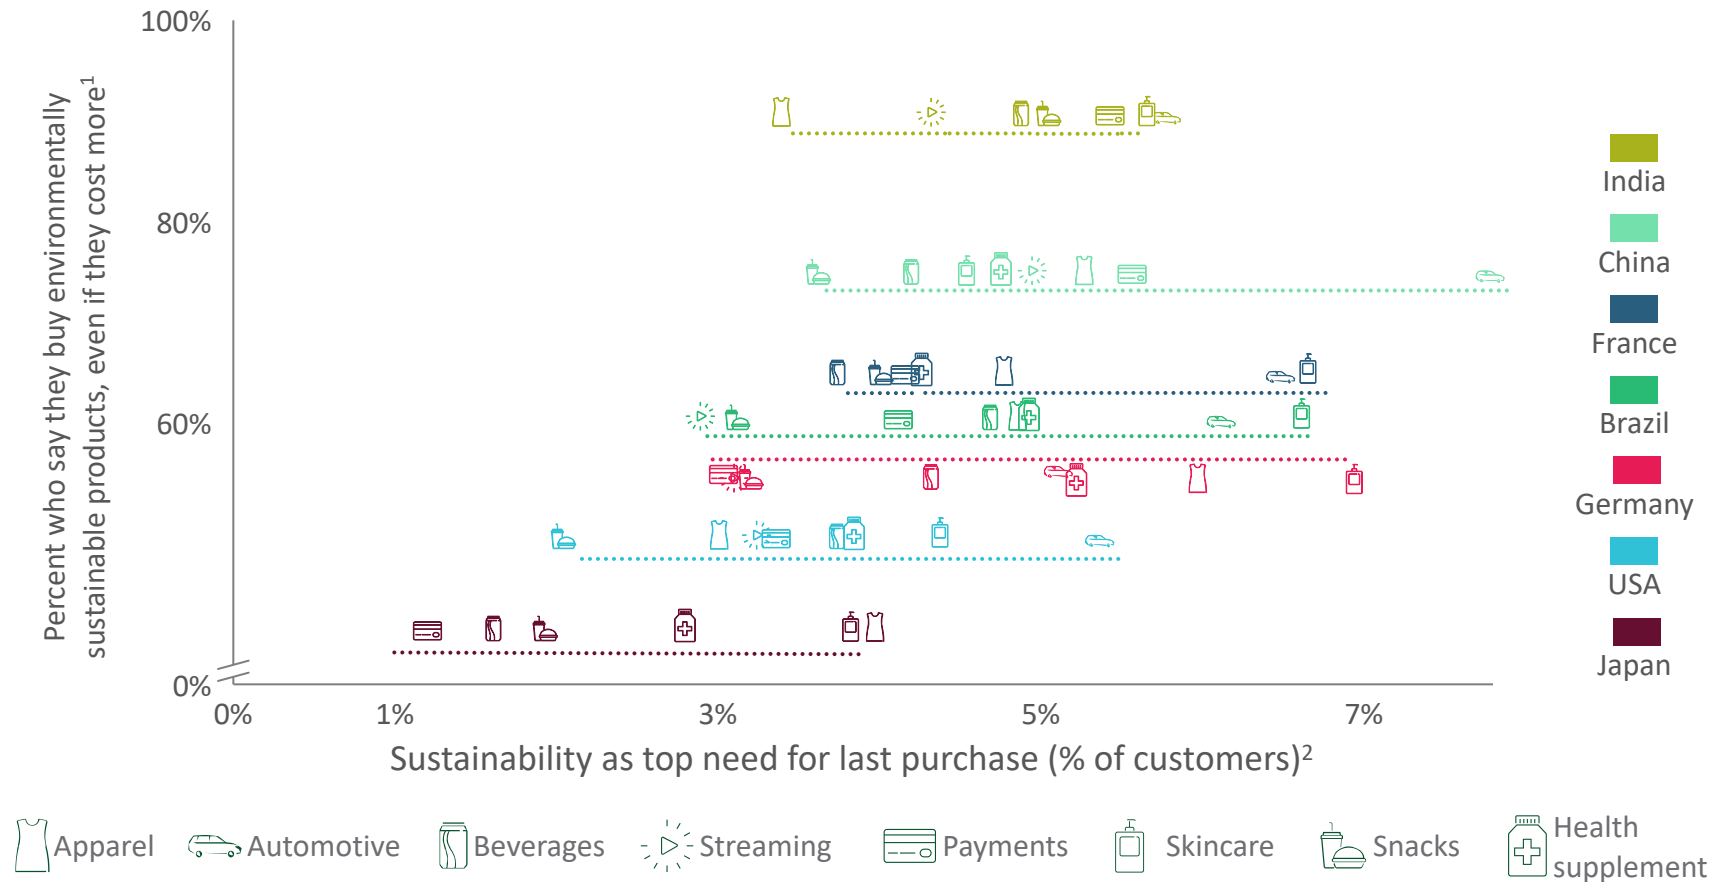 100%
80%
60%
0%
Percent who say they buy environmentally
sustainable products, even if they cost more1
0%
1%
3%
5%
7%
Sustainability as top need for last purchase (% of customers)2
India
China
France
Brazil
Germany
USA
Japan
Apparel
Automotive
Beverages
Streaming
Payments
Skincare
Snacks
Health
supplement